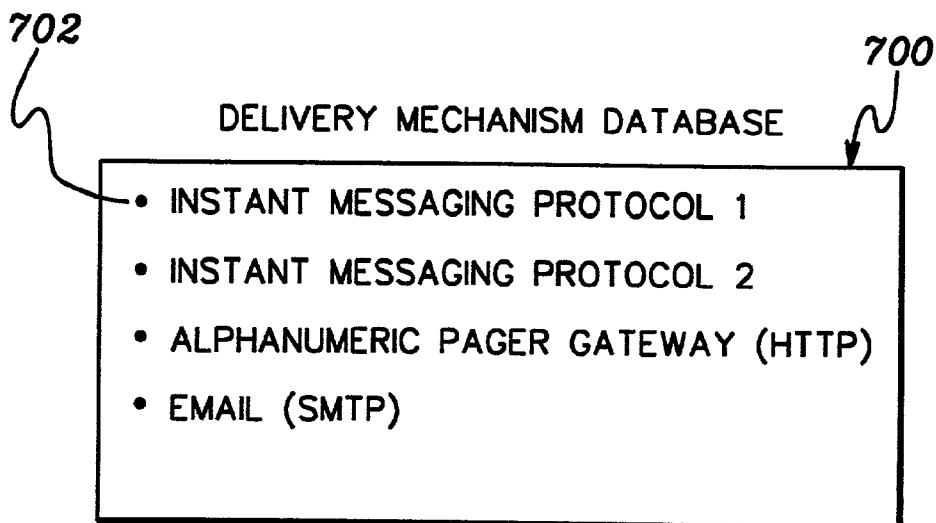 702
700
DELIVERY MECHANISM DATABASE
• INSTANT MESSAGING PROTOCOL 1
• INSTANT MESSAGING PROTOCOL 2
• ALPHANUMERIC PAGER GATEWAY (HTTP)
• EMAIL (SMTP)